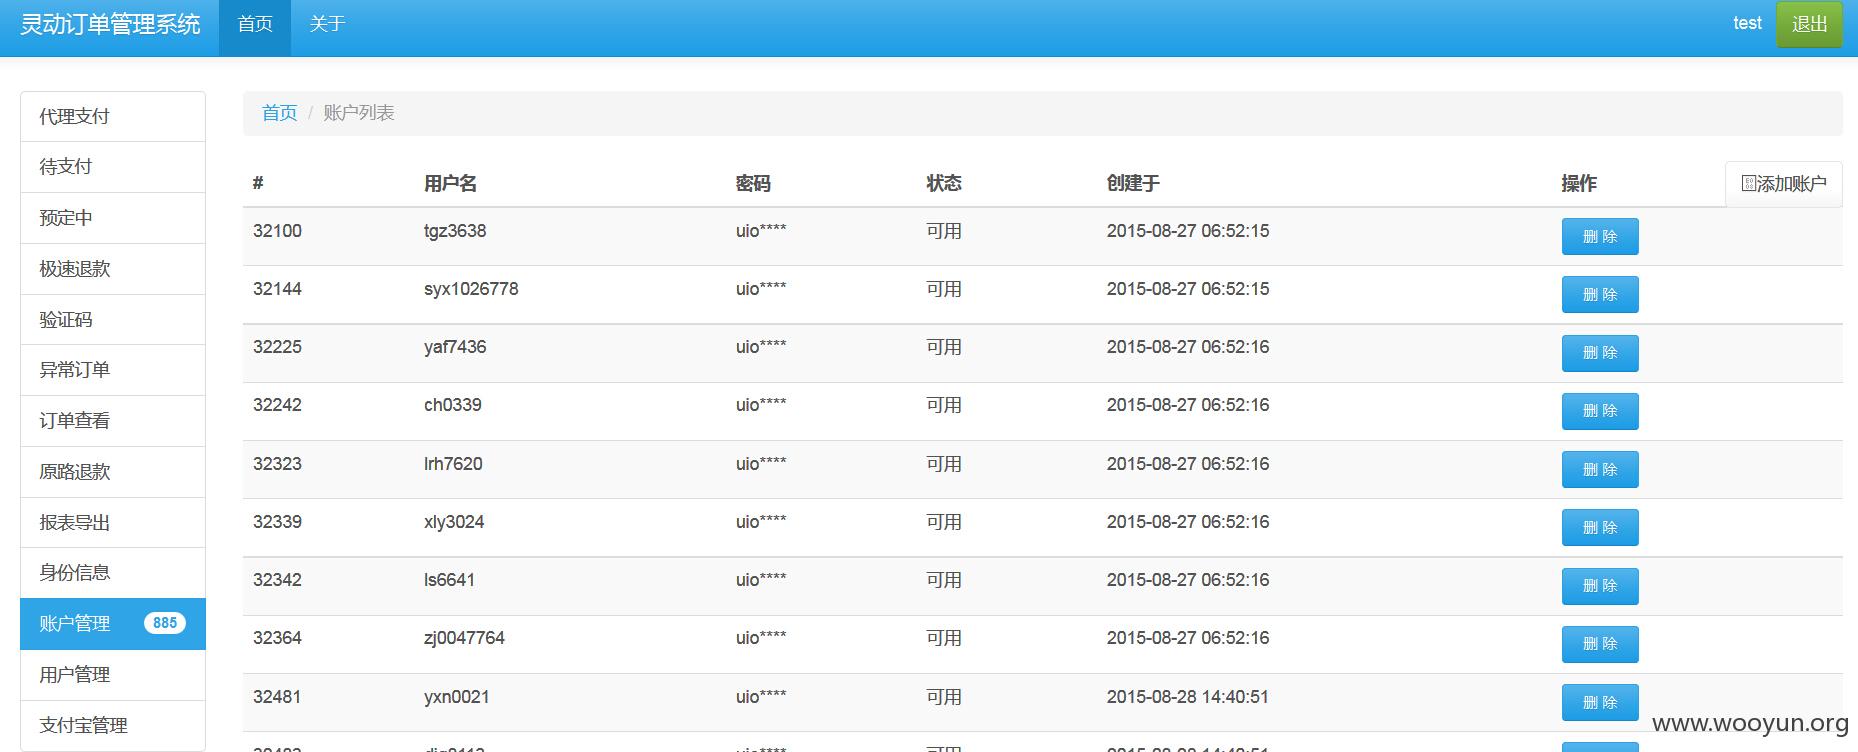 灵动订单管理系统 首页 关于 test 退出
代理支付
待支付
预定中
极速退款
验证码
异常订单
订单查看
原路退款
报表导出
身份信息
账户管理 885
用户管理
支付宝管理
首页 / 账户列表
# 用户名 密码 状态 创建于 操作 添加账户
32100 tgz3638 uio**** 可用 2015-08-27 06:52:15 删 除
32144 syx1026778 uio**** 可用 2015-08-27 06:52:15 删 除
32225 yaf7436 uio**** 可用 2015-08-27 06:52:16 删 除
32242 ch0339 uio**** 可用 2015-08-27 06:52:16 删 除
32323 lrh7620 uio**** 可用 2015-08-27 06:52:16 删 除
32339 xly3024 uio**** 可用 2015-08-27 06:52:16 删 除
32342 ls6641 uio**** 可用 2015-08-27 06:52:16 删 除
32364 zj0047764 uio**** 可用 2015-08-27 06:52:16 删 除
32481 yxn0021 uio**** 可用 2015-08-28 14:40:51 删 除
www.wooyun.org